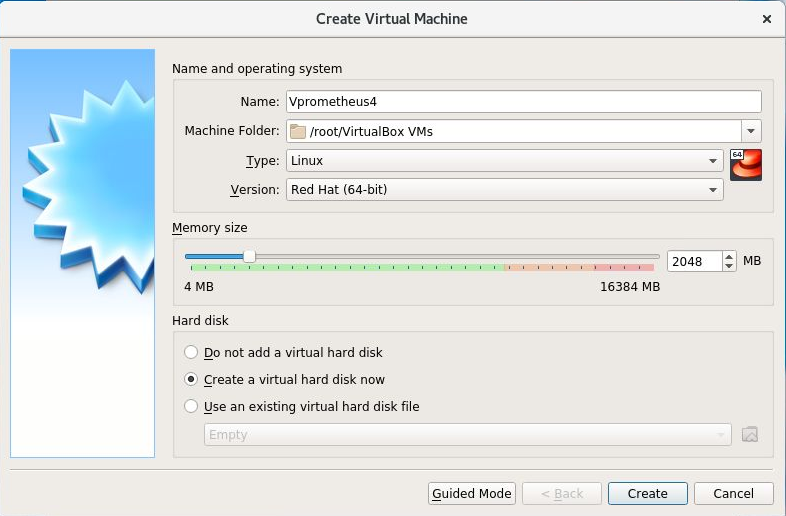 Create Virtual Machine
Name and operating system
Name: Vprometheus4
Machine Folder: /root/VirtualBox VMs
Type: Linux
64
Version: Red Hat (64-bit)
Memory size
2048 MB
4 MB 16384 MB
Hard disk
Do not add a virtual hard disk
Create a virtual hard disk now
Use an existing virtual hard disk file
Empty
Guided Mode < Back Create Cancel